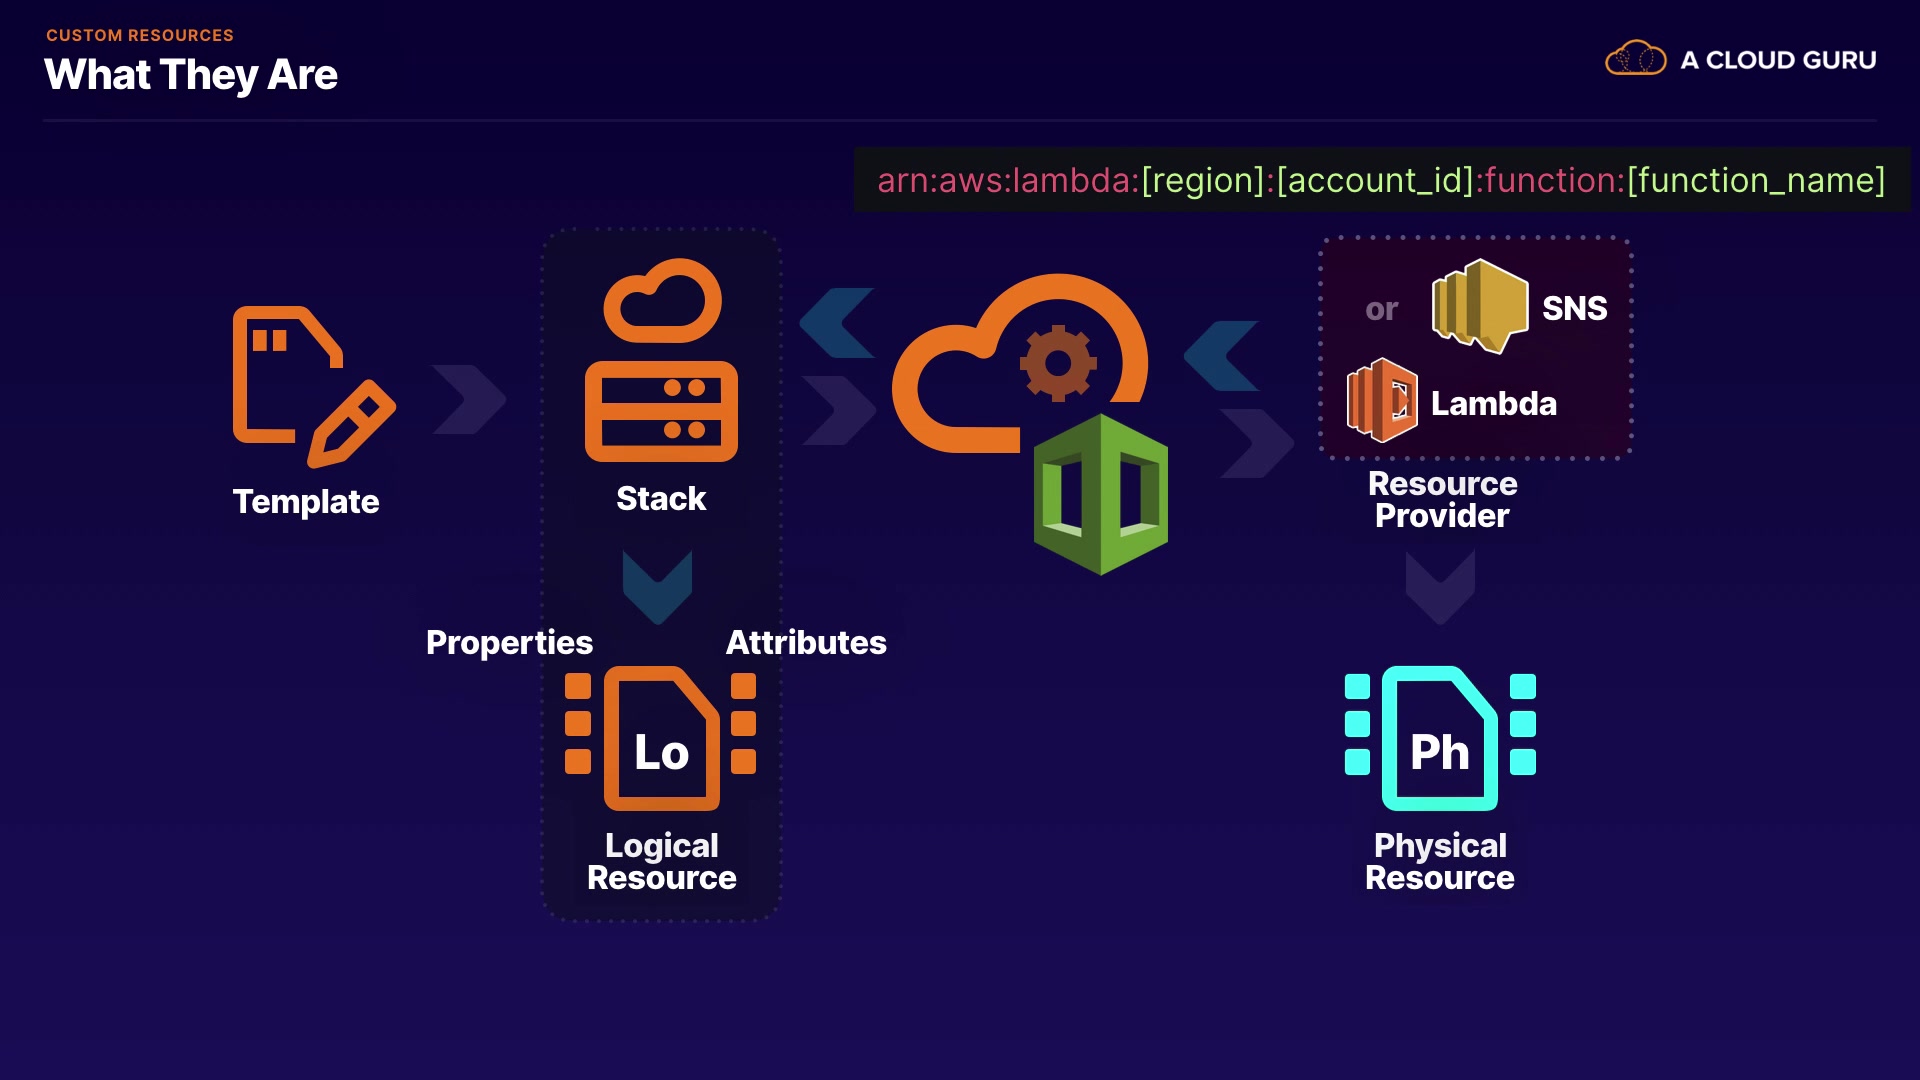 CUSTOM RESOURCES
What They Are
A CLOUD GURU
arn:aws:lambda:[region]:[account_id]:function:[function_name]
or
SNS
Lambda
Template
Stack
Resource
Provider
Properties
Attributes
Lo
Ph
Logical
Resource
Physical
Resource